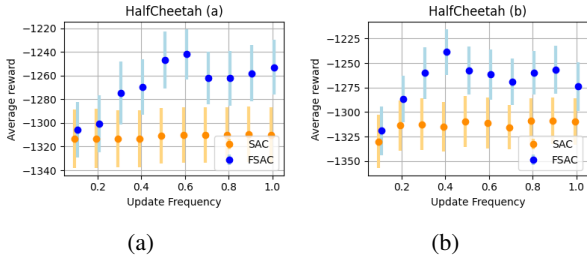 HalfCheetah (a)
Average reward
−1220
−1240
−1260
−1280
−1300
−1320
−1340
SAC
FSAC
0.2 0.4 0.6 0.8 1.0
Update Frequency
(a)
HalfCheetah (b)
Average reward
−1225
−1250
−1275
−1300
−1325
−1350
SAC
FSAC
0.0 0.2 0.4 0.6 0.8 1.0
Update Frequency
(b)